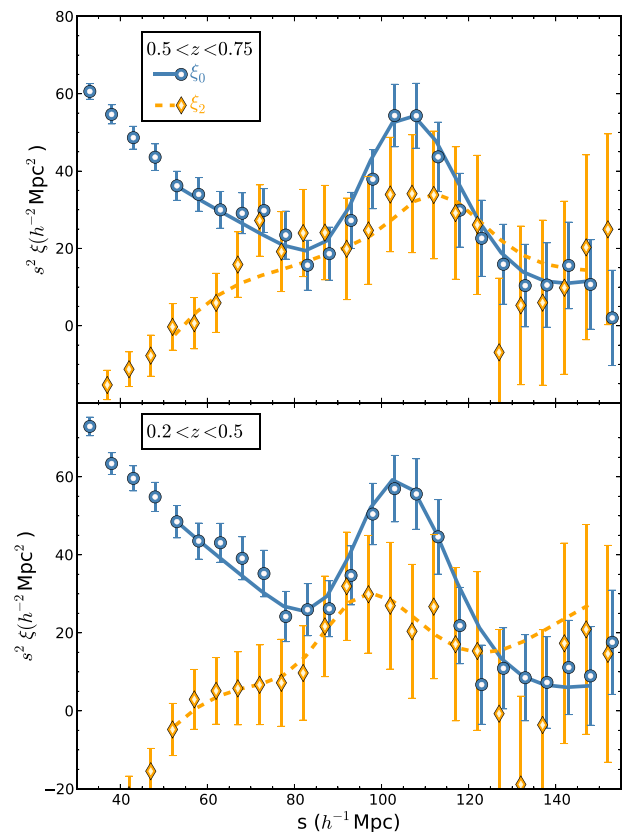 80
60
40
20
0
s² ξ(h⁻² Mpc²)
0.5 < z < 0.75
ξ₀
ξ₂
60
40
20
0
−20
s² ξ(h⁻² Mpc²)
0.2 < z < 0.5
40 60 80 100 120 140
s (h⁻¹ Mpc)